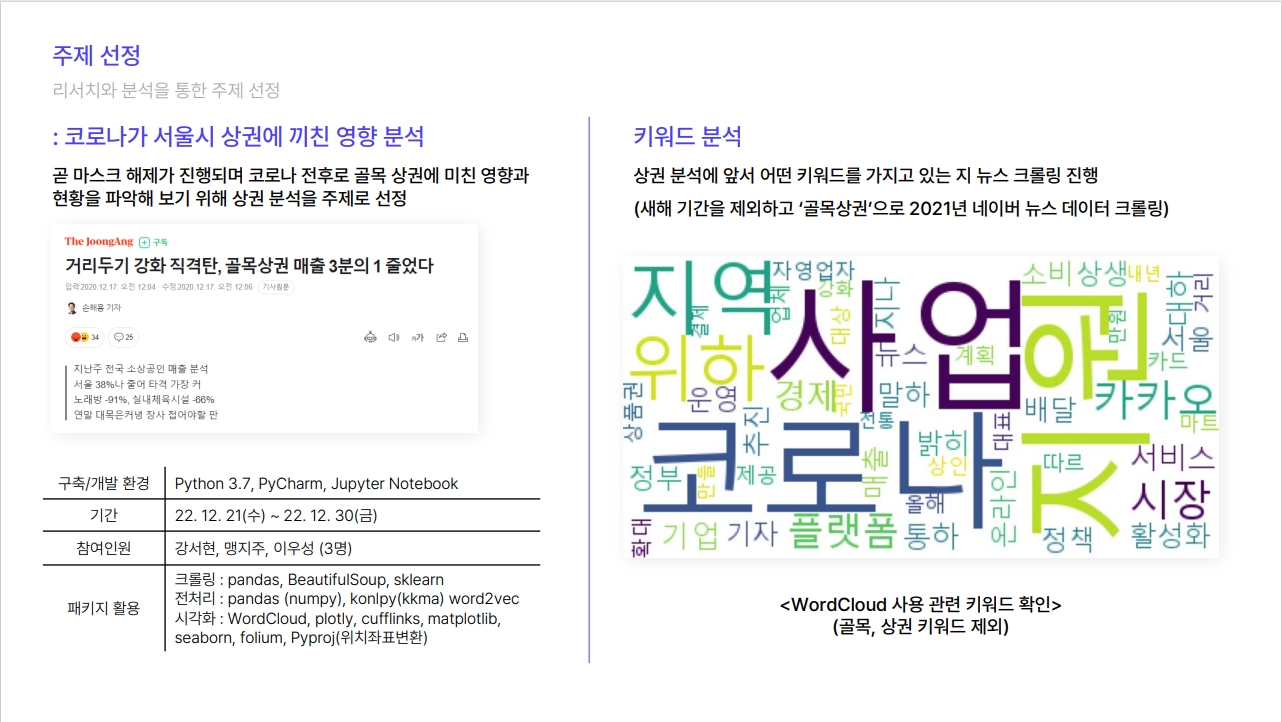 주제 선정
리서치와 분석을 통한 주제 선정
: 코로나가 서울시 상권에 끼친 영향 분석
곧 마스크 해제가 진행되며 코로나 전후로 골목 상권에 미친 영향과
현황을 파악해 보기 위해 상권 분석을 주제로 선정
The JoongAng + 구독
거리두기 강화 직격탄, 골목상권 매출 3분의 1 줄었다
입력 2020.12.17. 오전 12:04 · 수정 2020.12.17. 오전 12:06 기사원문
손해용 기자
34 25
가가
지난주 전국 소상공인 매출 분석
서울 38%나 줄어 타격 가장 커
노래방 -91%, 실내체육시설 -66%
연말 대목은커녕 장사 접어야할 판
구축/개발 환경 Python 3.7, PyCharm, Jupyter Notebook
기간 22. 12. 21(수) ~ 22. 12. 30(금)
참여인원 강서현, 맹지주, 이우성 (3명)
패키지 활용
크롤링 : pandas, BeautifulSoup, sklearn
전처리 : pandas (numpy), konlpy(kkma) word2vec
시각화 : WordCloud, plotly, cufflinks, matplotlib,
seaborn, folium, Pyproj(위치좌표변환)
키워드 분석
상권 분석에 앞서 어떤 키워드를 가지고 있는 지 뉴스 크롤링 진행
(새해 기간을 제외하고 ‘골목상권’으로 2021년 네이버 뉴스 데이터 크롤링)
지역
자영업자
강화
업체
결제
대상
지나
사업
소비
상생
내년
지원
만원
대하
거리
서울
위하
뉴스
계획
카드
경제
국민
운영
말하
배달
카카오
상품권
추진
전통
대표
마트
코로나
밝히
상인
매출
정부
만들
제공
올해
온라인
따르
서비스
시장
확대
기업
기자
플랫폼
통하
정책
활성화
<WordCloud 사용 관련 키워드 확인>
(골목, 상권 키워드 제외)